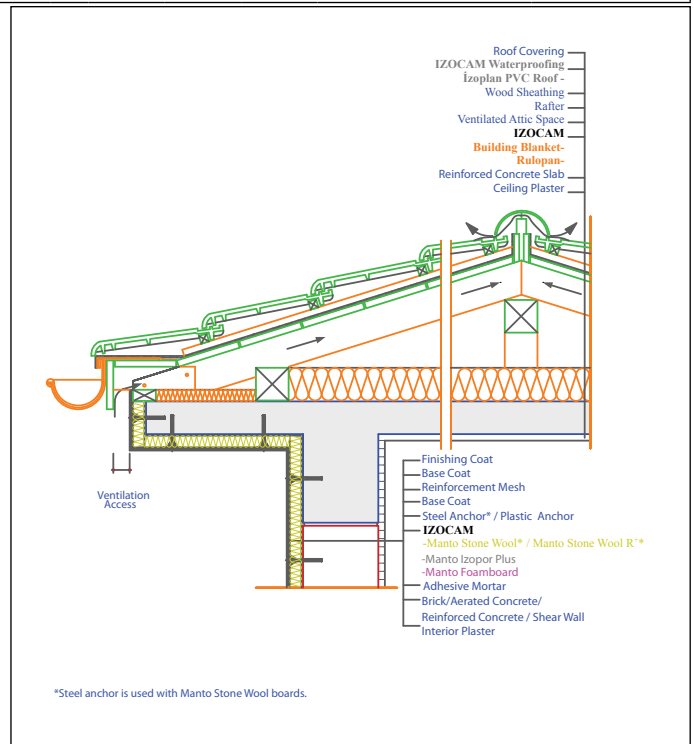 Roof Covering
IZOCAM Waterproofing
İzoplan PVC Roof -
Wood Sheathing
Rafter
Ventilated Attic Space
IZOCAM
Building Blanket-
Rulopan-
Reinforced Concrete Slab
Ceiling Plaster
Ventilation
Access
Finishing Coat
Base Coat
Reinforcement Mesh
Base Coat
Steel Anchor* / Plastic Anchor
IZOCAM
-Manto Stone Wool* / Manto Stone Wool R⁺*
-Manto Izopor Plus
-Manto Foamboard
Adhesive Mortar
Brick/Aerated Concrete/
Reinforced Concrete / Shear Wall
Interior Plaster
*Steel anchor is used with Manto Stone Wool boards.